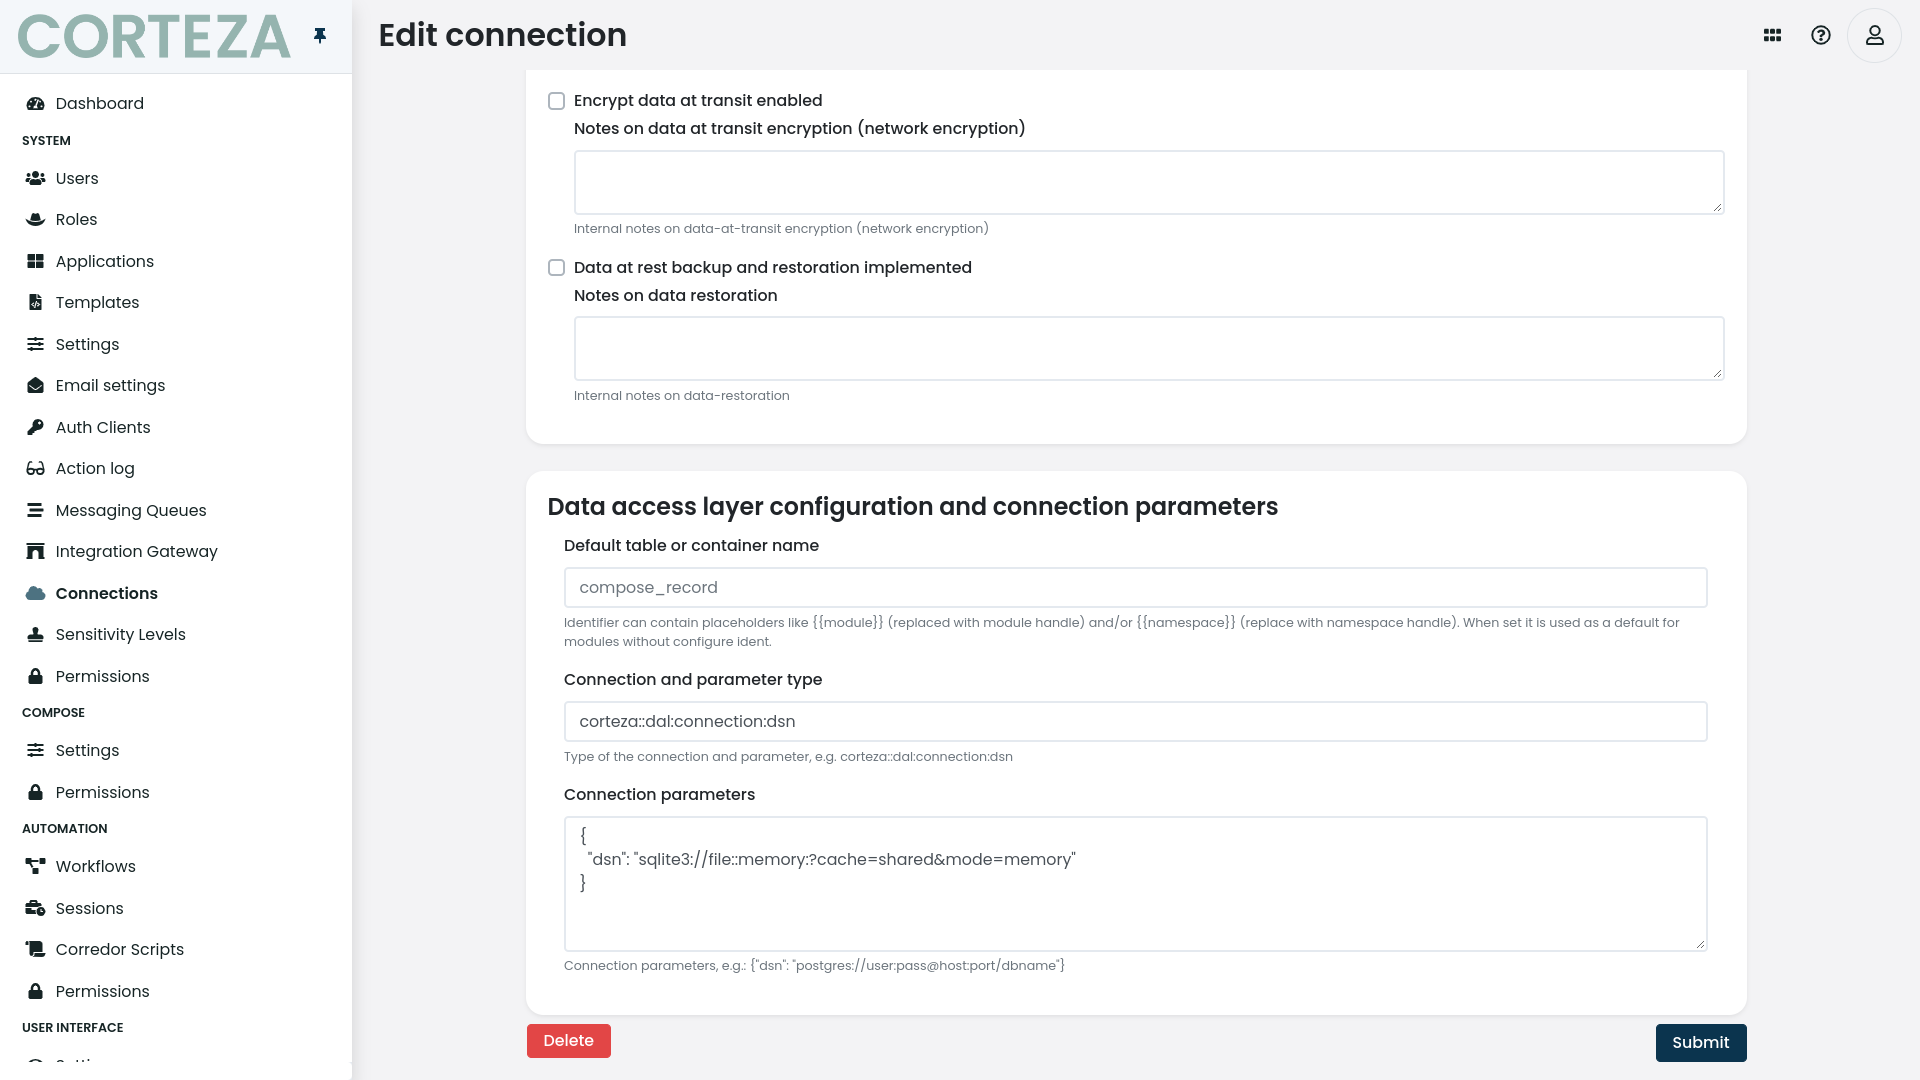 CORTEZA
Edit connection
Dashboard
SYSTEM
Users
Roles
Applications
Templates
Settings
Email settings
Auth Clients
Action log
Messaging Queues
Integration Gateway
Connections
Sensitivity Levels
Permissions
COMPOSE
Settings
Permissions
AUTOMATION
Workflows
Sessions
Corredor Scripts
Permissions
USER INTERFACE
Encrypt data at transit enabled
Notes on data at transit encryption (network encryption)
Internal notes on data-at-transit encryption (network encryption)
Data at rest backup and restoration implemented
Notes on data restoration
Internal notes on data-restoration
Data access layer configuration and connection parameters
Default table or container name
compose_record
Identifier can contain placeholders like {{module}} (replaced with module handle) and/or {{namespace}} (replace with namespace handle). When set it is used as a default for
modules without configure ident.
Connection and parameter type
corteza::dal:connection:dsn
Type of the connection and parameter, e.g. corteza::dal:connection:dsn
Connection parameters
{
"dsn": "sqlite3://file::memory:?cache=shared&mode=memory"
}
Connection parameters, e.g.: {"dsn": "postgres://user:pass@host:port/dbname"}
Delete
Submit